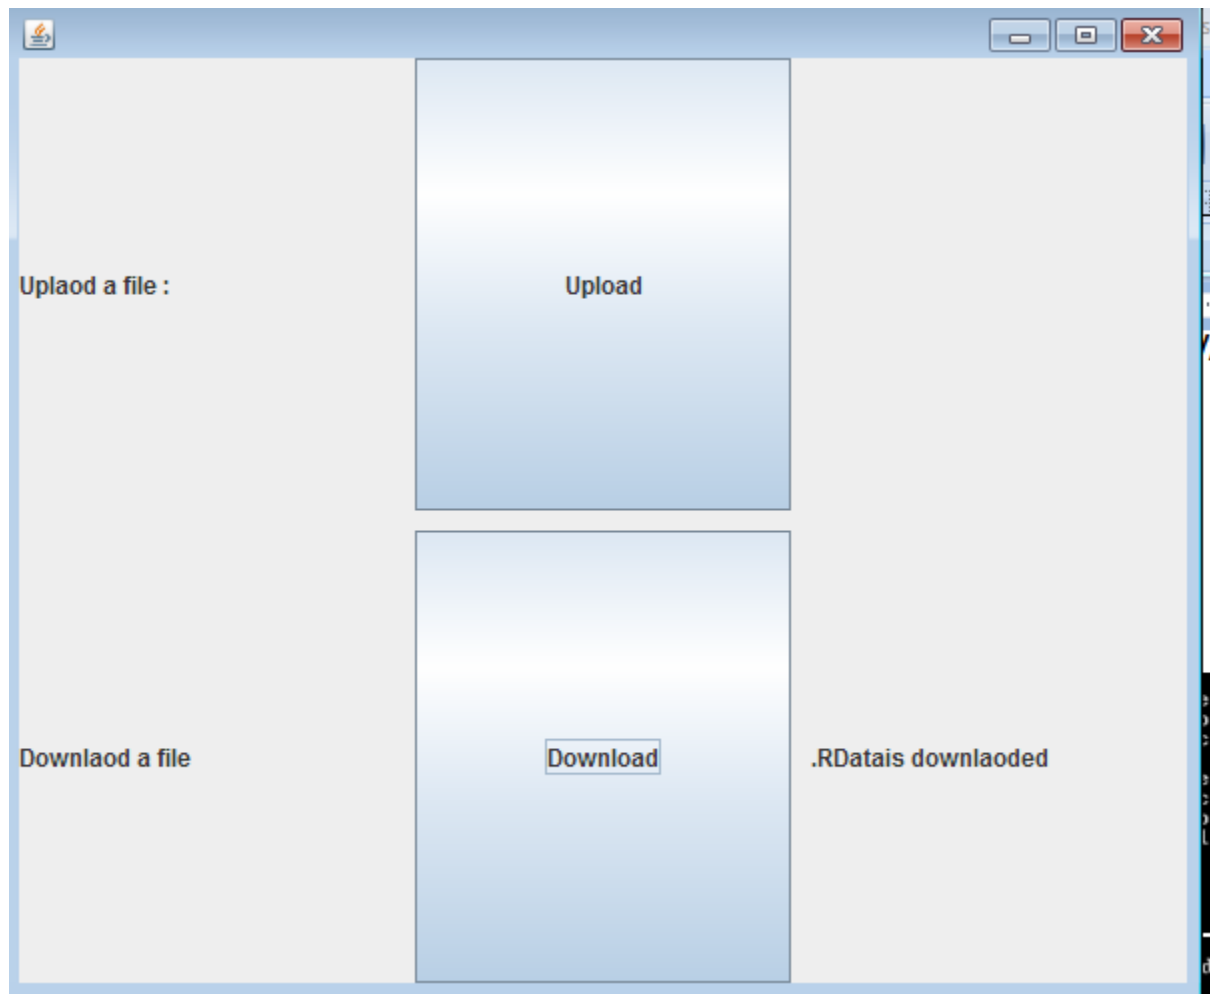 Uplaod a file :
Upload
Downlaod a file
Download
.RDatais downlaoded